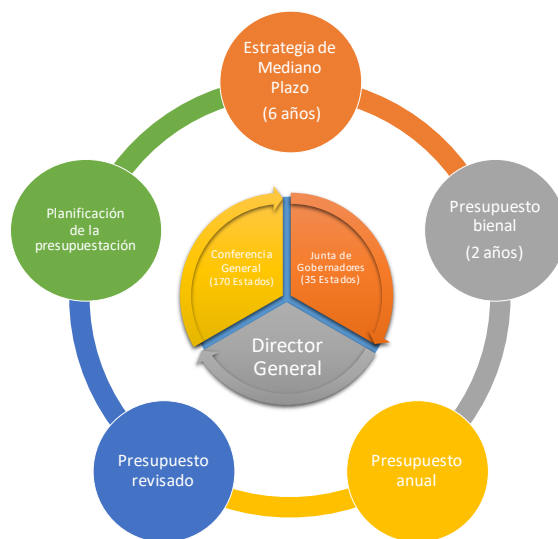 Estrategia de
Mediano
Plazo
(6 años)
Presupuesto
bienal
(2 años)
Presupuesto
anual
Presupuesto
revisado
Planificación
de la
presupuestación
Conferencia
General
(170 Estados)
Junta de
Gobernadores
(35 Estados)
Director
General